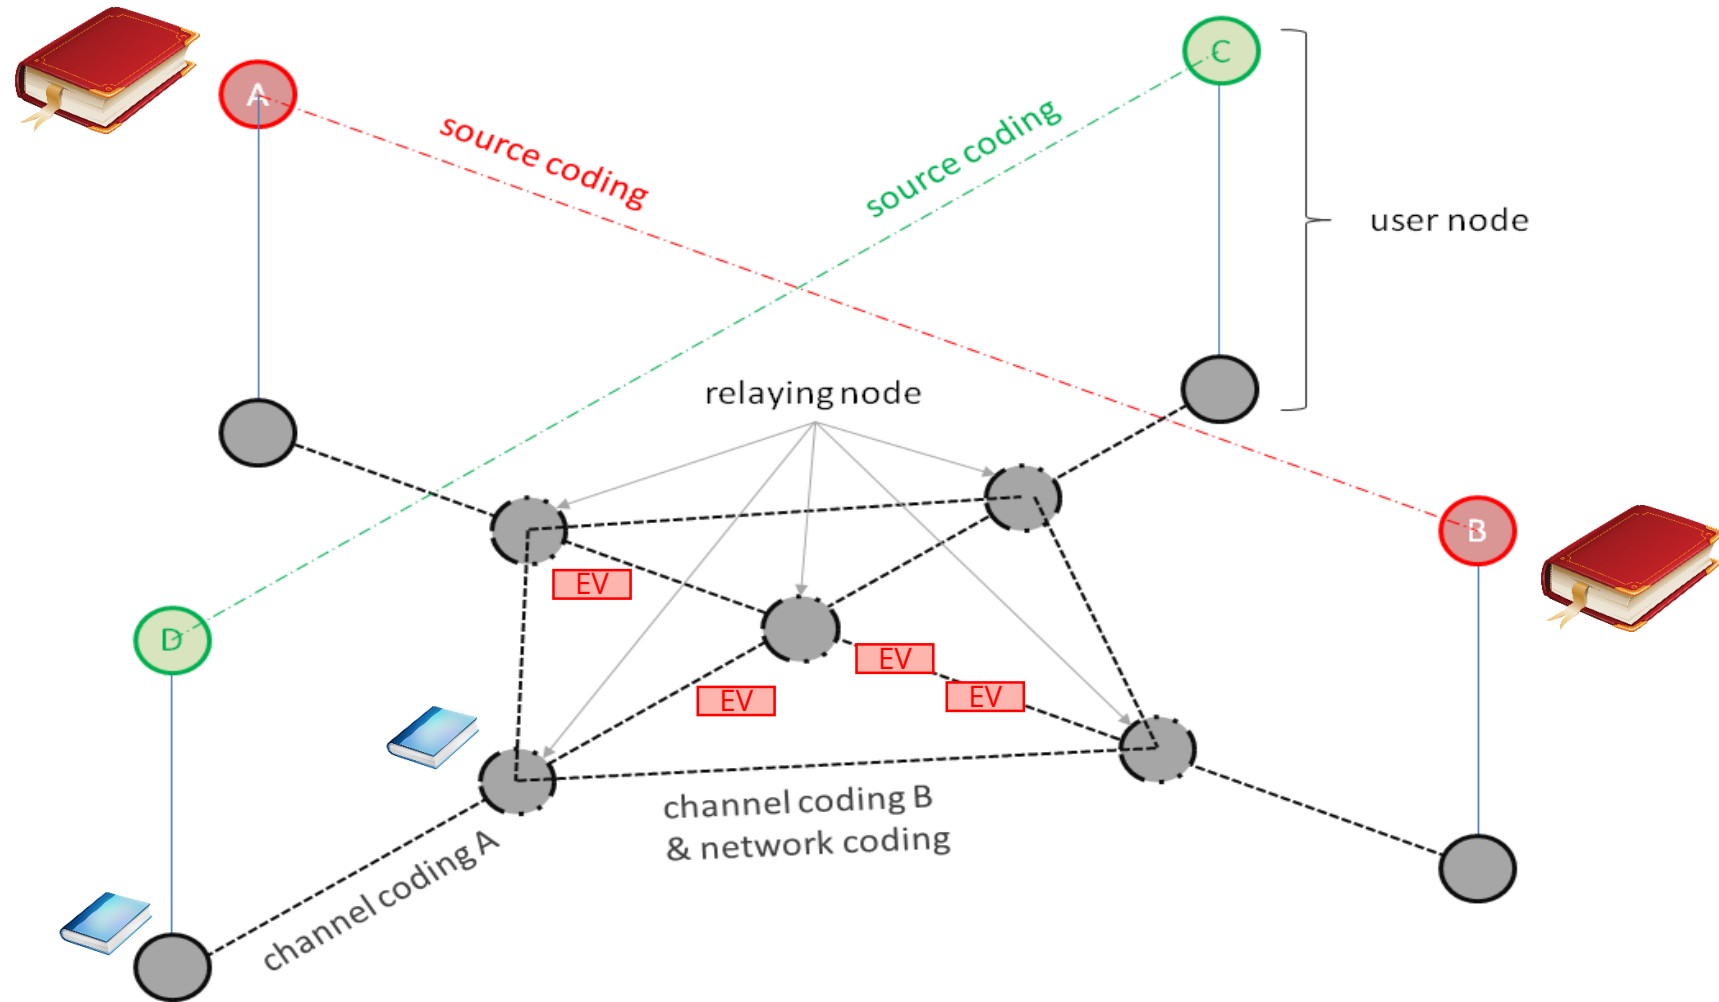 C
A
source coding
source coding
user node
relaying node
B
EV
D
EV
EV
EV
channel coding B
& network coding
channel coding A